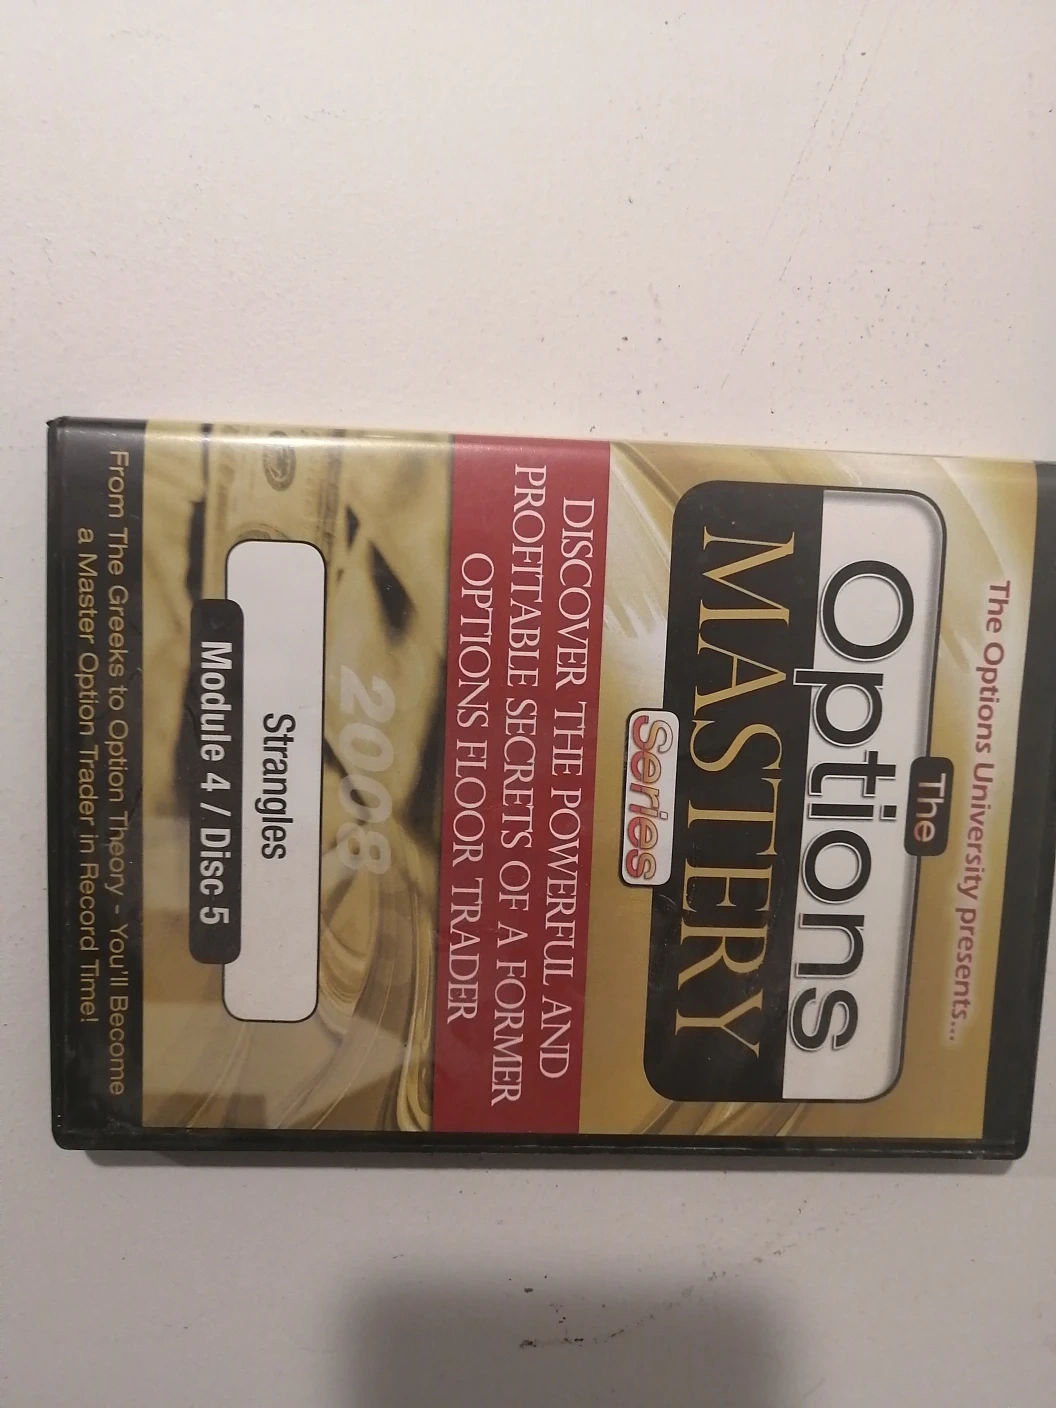 The Options University presents...
The
Options
MASTERY
Series
DISCOVER THE POWERFUL AND
PROFITABLE SECRETS OF A FORMER
OPTIONS FLOOR TRADER
2008
Strangles
Module 4 / Disc 5
From The Greeks to Option Theory - You'll Become
a Master Option Trader in Record Time!